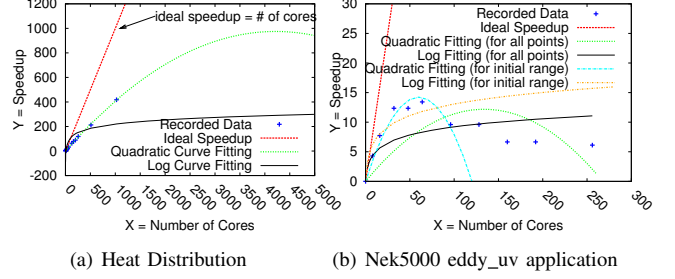 1200
1000
800
600
400
200
0
-200
Y = Speedup
ideal speedup = # of cores
Recorded Data
Ideal Speedup
Quadratic Curve Fitting
Log Curve Fitting
0
500
1000
1500
2000
2500
3000
3500
4000
4500
5000
X = Number of Cores
(a) Heat Distribution
30
25
20
15
10
5
0
Y = Speedup
Recorded Data
Ideal Speedup
Quadratic Fitting (for all points)
Log Fitting (for all points)
Quadratic Fitting (for initial range)
Log Fitting (for initial range)
0
50
100
150
200
250
300
X = Number of Cores
(b) Nek5000 eddy_uv application